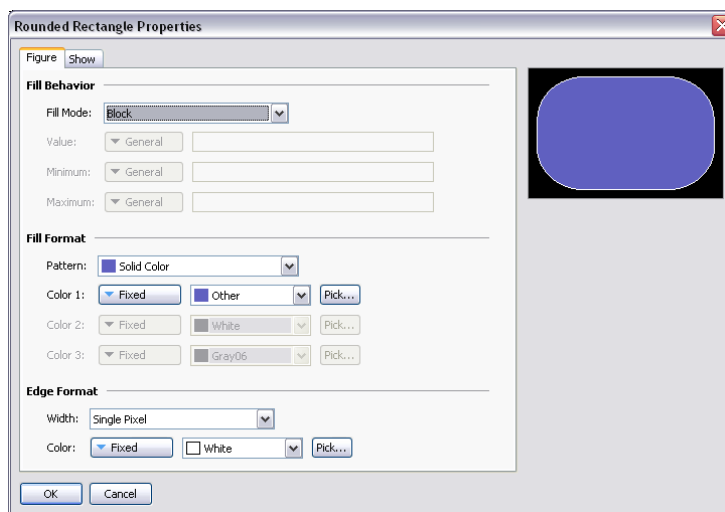 Rounded Rectangle Properties
Figure Show
Fill Behavior
Fill Mode: Block
Value: General
Minimum: General
Maximum: General
Fill Format
Pattern: Solid Color
Color 1: Fixed Other Pick...
Color 2: Fixed White Pick...
Color 3: Fixed Gray06 Pick...
Edge Format
Width: Single Pixel
Color: Fixed White Pick...
OK Cancel